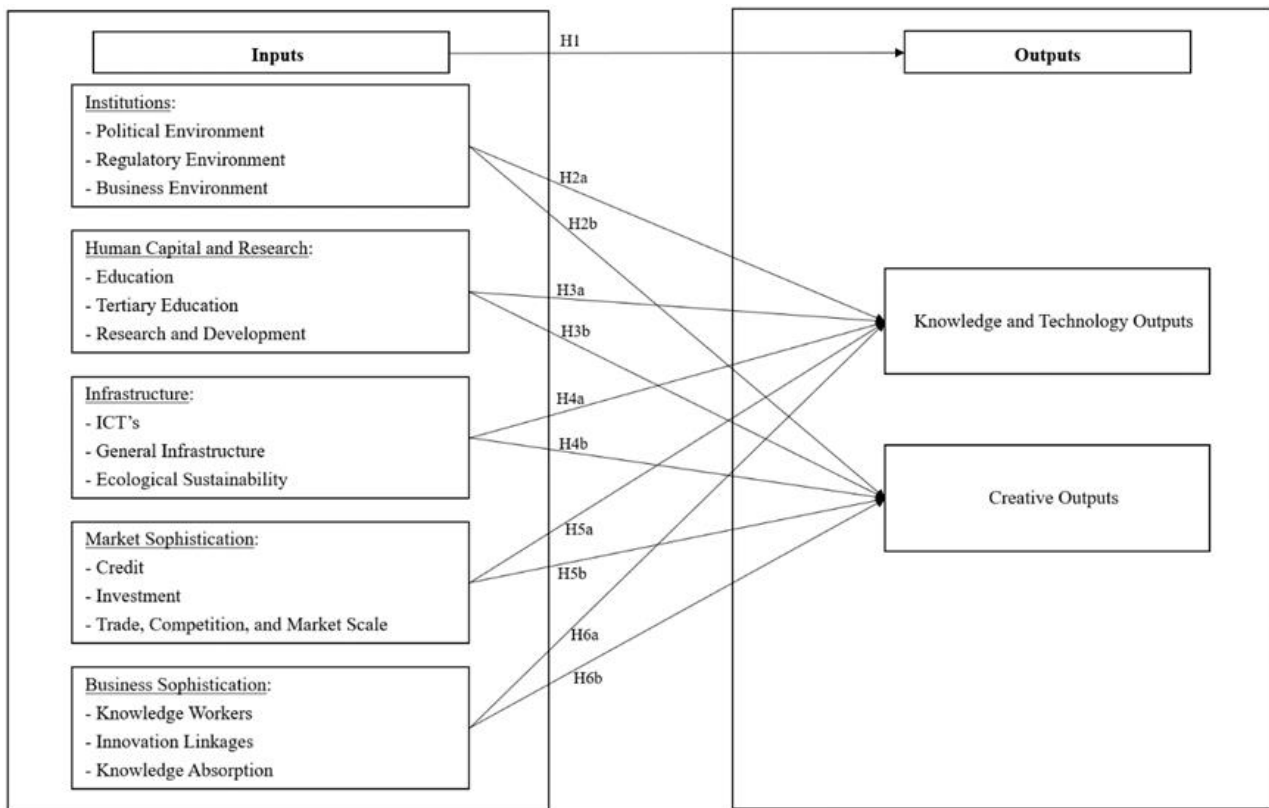 Inputs
H1
Outputs
Institutions:
- Political Environment
- Regulatory Environment
- Business Environment
H2a
H2b
Human Capital and Research:
- Education
- Tertiary Education
- Research and Development
H3a
H3b
Knowledge and Technology Outputs
Infrastructure:
- ICT's
- General Infrastructure
- Ecological Sustainability
H4a
H4b
Creative Outputs
Market Sophistication:
- Credit
- Investment
- Trade, Competition, and Market Scale
H5a
H5b
Business Sophistication:
- Knowledge Workers
- Innovation Linkages
- Knowledge Absorption
H6a
H6b